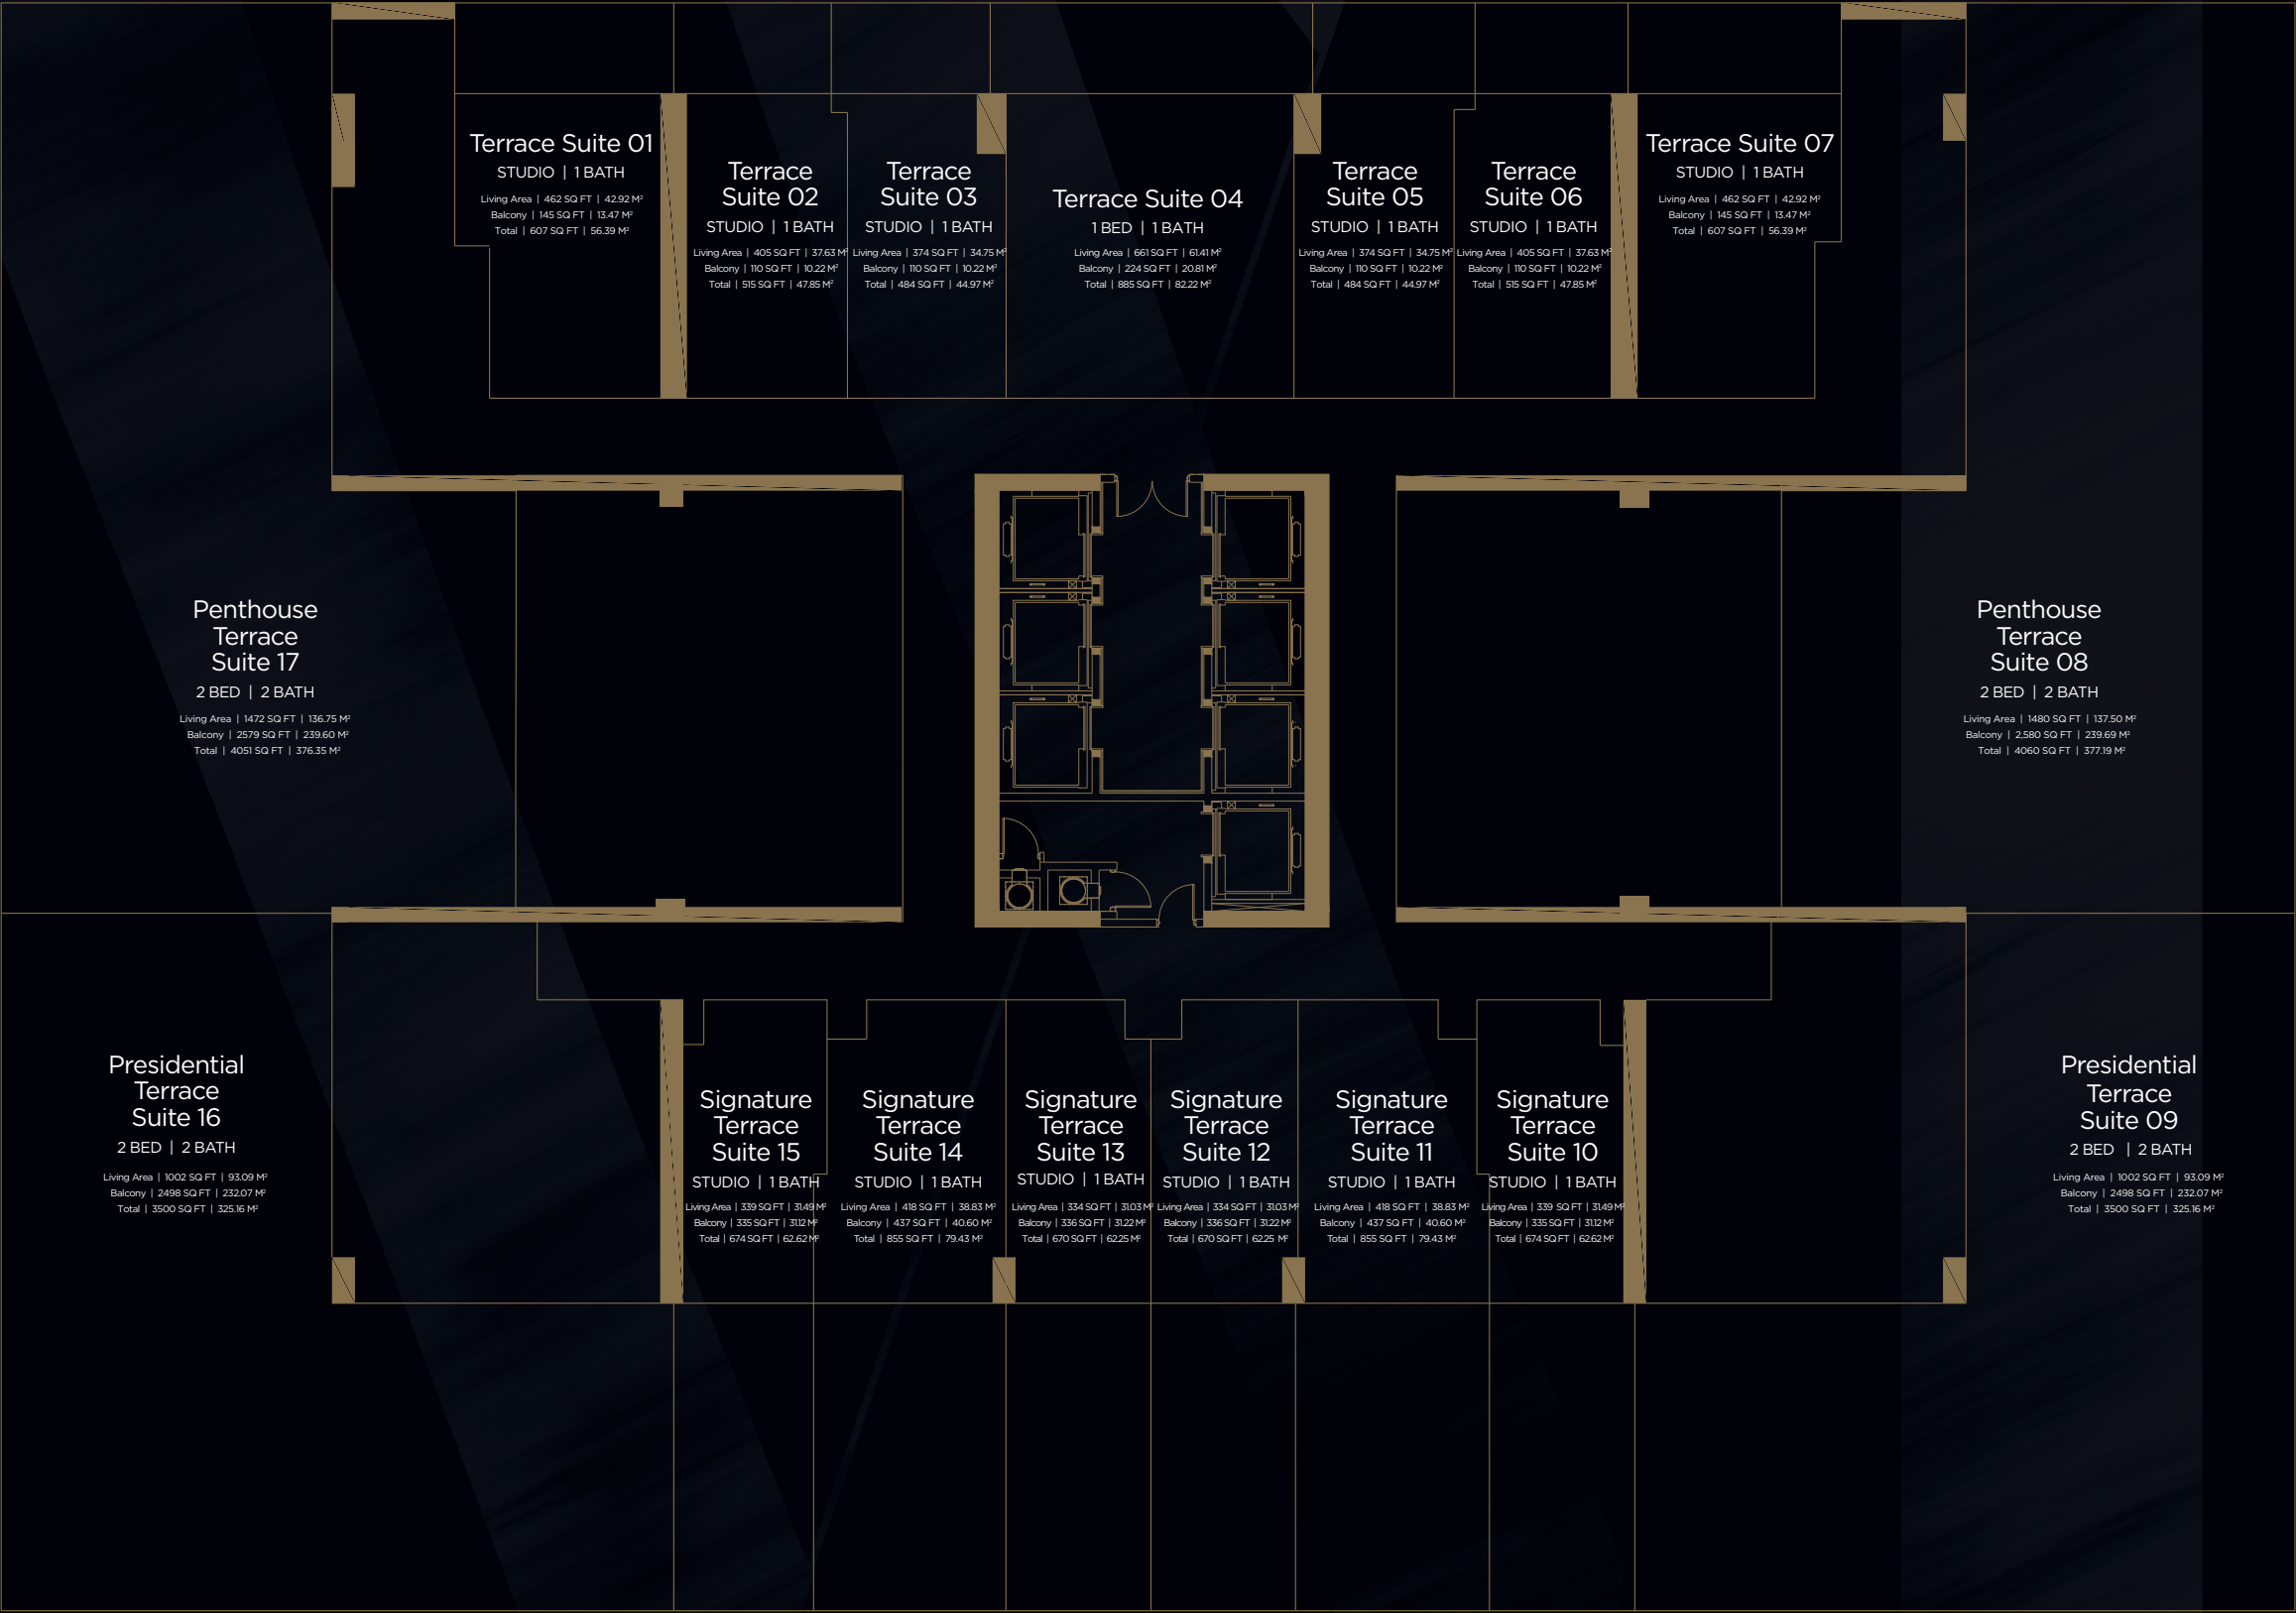 Terrace Suite 01
STUDIO | 1 BATH
Living Area | 462 SQ FT | 42.92 M²
Balcony | 145 SQ FT | 13.47 M²
Total | 607 SQ FT | 56.39 M²
Terrace
Suite 02
STUDIO | 1 BATH
Living Area | 405 SQ FT | 37.63 M²
Balcony | 110 SQ FT | 10.22 M²
Total | 515 SQ FT | 47.85 M²
Terrace
Suite 03
STUDIO | 1 BATH
Living Area | 374 SQ FT | 34.75 M²
Balcony | 110 SQ FT | 10.22 M²
Total | 484 SQ FT | 44.97 M²
Terrace Suite 04
1 BED | 1 BATH
Living Area | 661 SQ FT | 61.41 M²
Balcony | 224 SQ FT | 20.81 M²
Total | 885 SQ FT | 82.22 M²
Terrace
Suite 05
STUDIO | 1 BATH
Living Area | 374 SQ FT | 34.75 M²
Balcony | 110 SQ FT | 10.22 M²
Total | 484 SQ FT | 44.97 M²
Terrace
Suite 06
STUDIO | 1 BATH
Living Area | 405 SQ FT | 37.63 M²
Balcony | 110 SQ FT | 10.22 M²
Total | 515 SQ FT | 47.85 M²
Terrace Suite 07
STUDIO | 1 BATH
Living Area | 462 SQ FT | 42.92 M²
Balcony | 145 SQ FT | 13.47 M²
Total | 607 SQ FT | 56.39 M²
Penthouse
Terrace
Suite 17
2 BED | 2 BATH
Living Area | 1472 SQ FT | 136.75 M²
Balcony | 2579 SQ FT | 239.60 M²
Total | 4051 SQ FT | 376.35 M²
Penthouse
Terrace
Suite 08
2 BED | 2 BATH
Living Area | 1480 SQ FT | 137.50 M²
Balcony | 2,580 SQ FT | 239.69 M²
Total | 4060 SQ FT | 377.19 M²
Presidential
Terrace
Suite 16
2 BED | 2 BATH
Living Area | 1002 SQ FT | 93.09 M²
Balcony | 2498 SQ FT | 232.07 M²
Total | 3500 SQ FT | 325.16 M²
Signature
Terrace
Suite 15
STUDIO | 1 BATH
Living Area | 339 SQ FT | 31.49 M²
Balcony | 335 SQ FT | 31.12 M²
Total | 674 SQ FT | 62.62 M²
Signature
Terrace
Suite 14
STUDIO | 1 BATH
Living Area | 418 SQ FT | 38.83 M²
Balcony | 437 SQ FT | 40.60 M²
Total | 855 SQ FT | 79.43 M²
Signature
Terrace
Suite 13
STUDIO | 1 BATH
Living Area | 334 SQ FT | 31.03 M²
Balcony | 336 SQ FT | 31.22 M²
Total | 670 SQ FT | 62.25 M²
Signature
Terrace
Suite 12
STUDIO | 1 BATH
Living Area | 334 SQ FT | 31.03 M²
Balcony | 336 SQ FT | 31.22 M²
Total | 670 SQ FT | 62.25 M²
Signature
Terrace
Suite 11
STUDIO | 1 BATH
Living Area | 418 SQ FT | 38.83 M²
Balcony | 437 SQ FT | 40.60 M²
Total | 855 SQ FT | 79.43 M²
Signature
Terrace
Suite 10
STUDIO | 1 BATH
Living Area | 339 SQ FT | 31.49 M²
Balcony | 335 SQ FT | 31.12 M²
Total | 674 SQ FT | 62.62 M²
Presidential
Terrace
Suite 09
2 BED | 2 BATH
Living Area | 1002 SQ FT | 93.09 M²
Balcony | 2498 SQ FT | 232.07 M²
Total | 3500 SQ FT | 325.16 M²